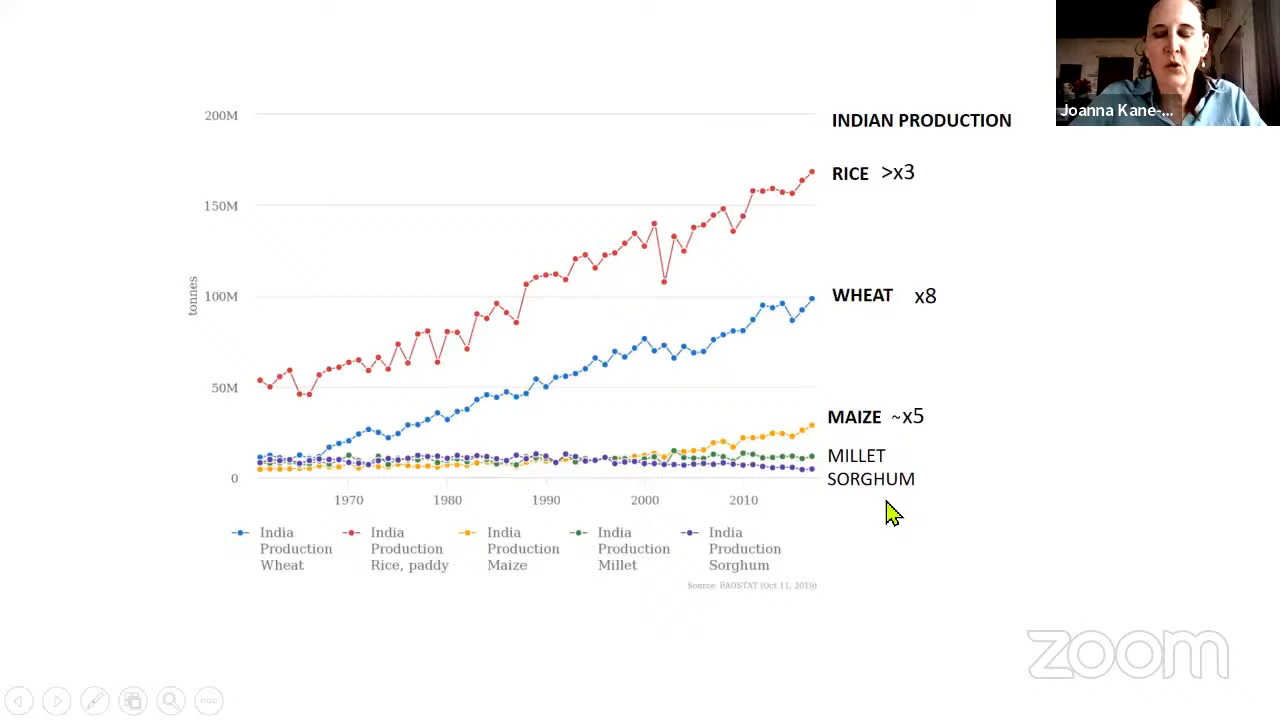 Joanna Kane-...
INDIAN PRODUCTION
RICE >x3
WHEAT x8
MAIZE ~x5
MILLET
SORGHUM
200M
150M
100M
50M
0
tonnes
1970 1980 1990 2000 2010
India Production Wheat
India Production Rice, paddy
India Production Maize
India Production Millet
India Production Sorghum
Source: FAOSTAT (Oct 11, 2019)
zoom